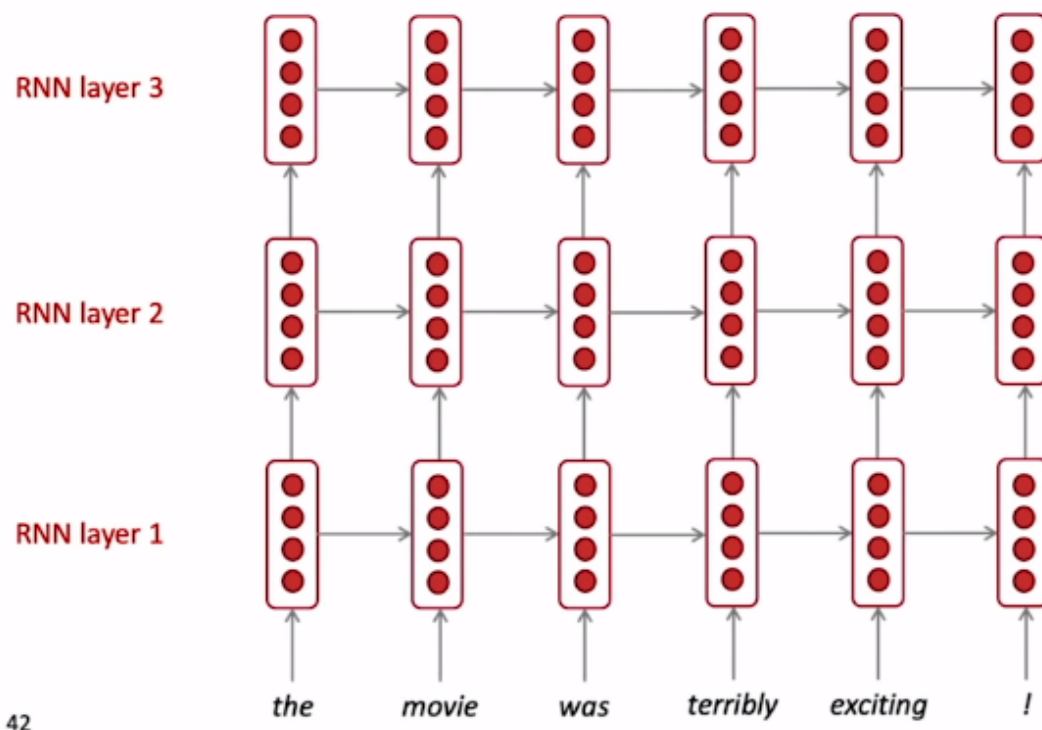 RNN layer 3
RNN layer 2
RNN layer 1
the movie was terribly exciting !
42